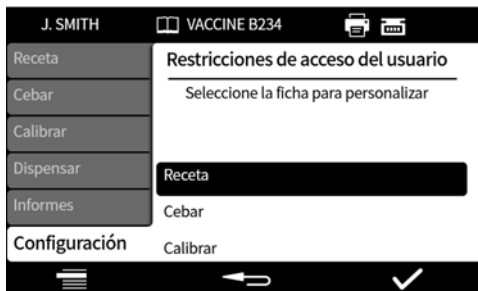 J. SMITH
VACCINE B234
Receta
Cebar
Calibrar
Dispensar
Informes
Configuración
Restricciones de acceso del usuario
Seleccione la ficha para personalizar
Receta
Cebar
Calibrar